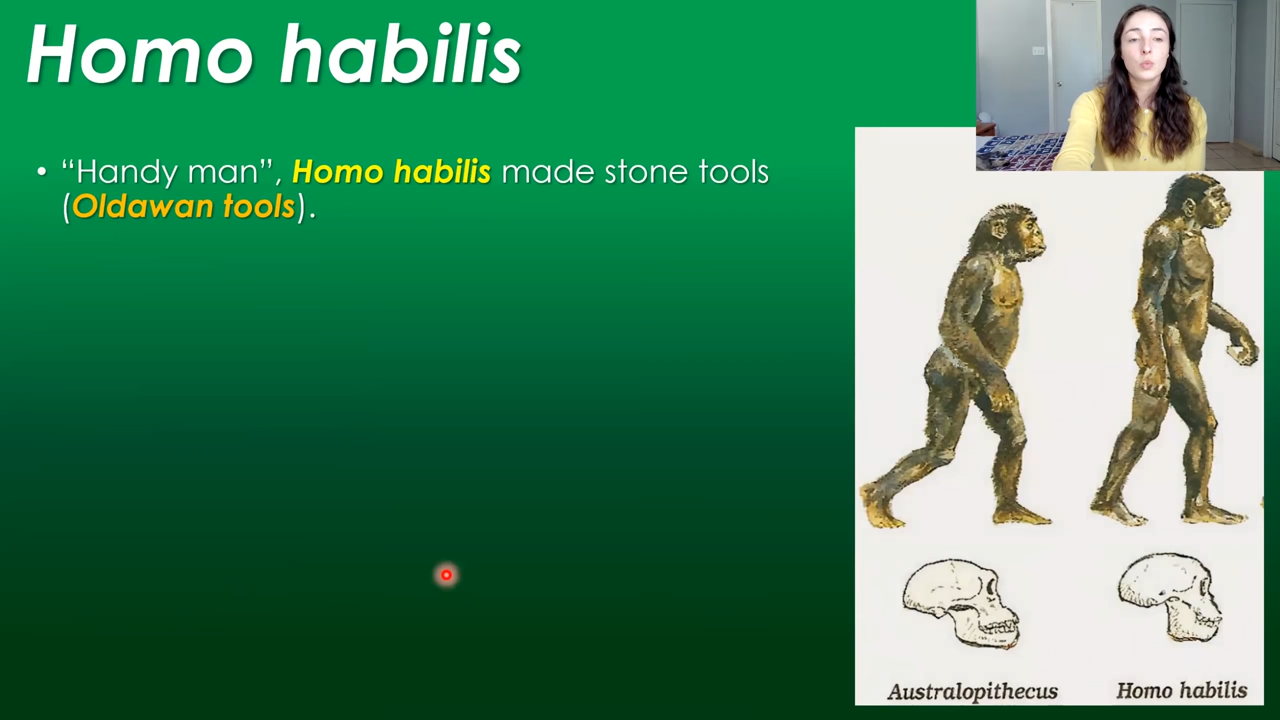 Homo habilis
• “Handy man”, Homo habilis made stone tools
(Oldawan tools).
Australopithecus
Homo habilis